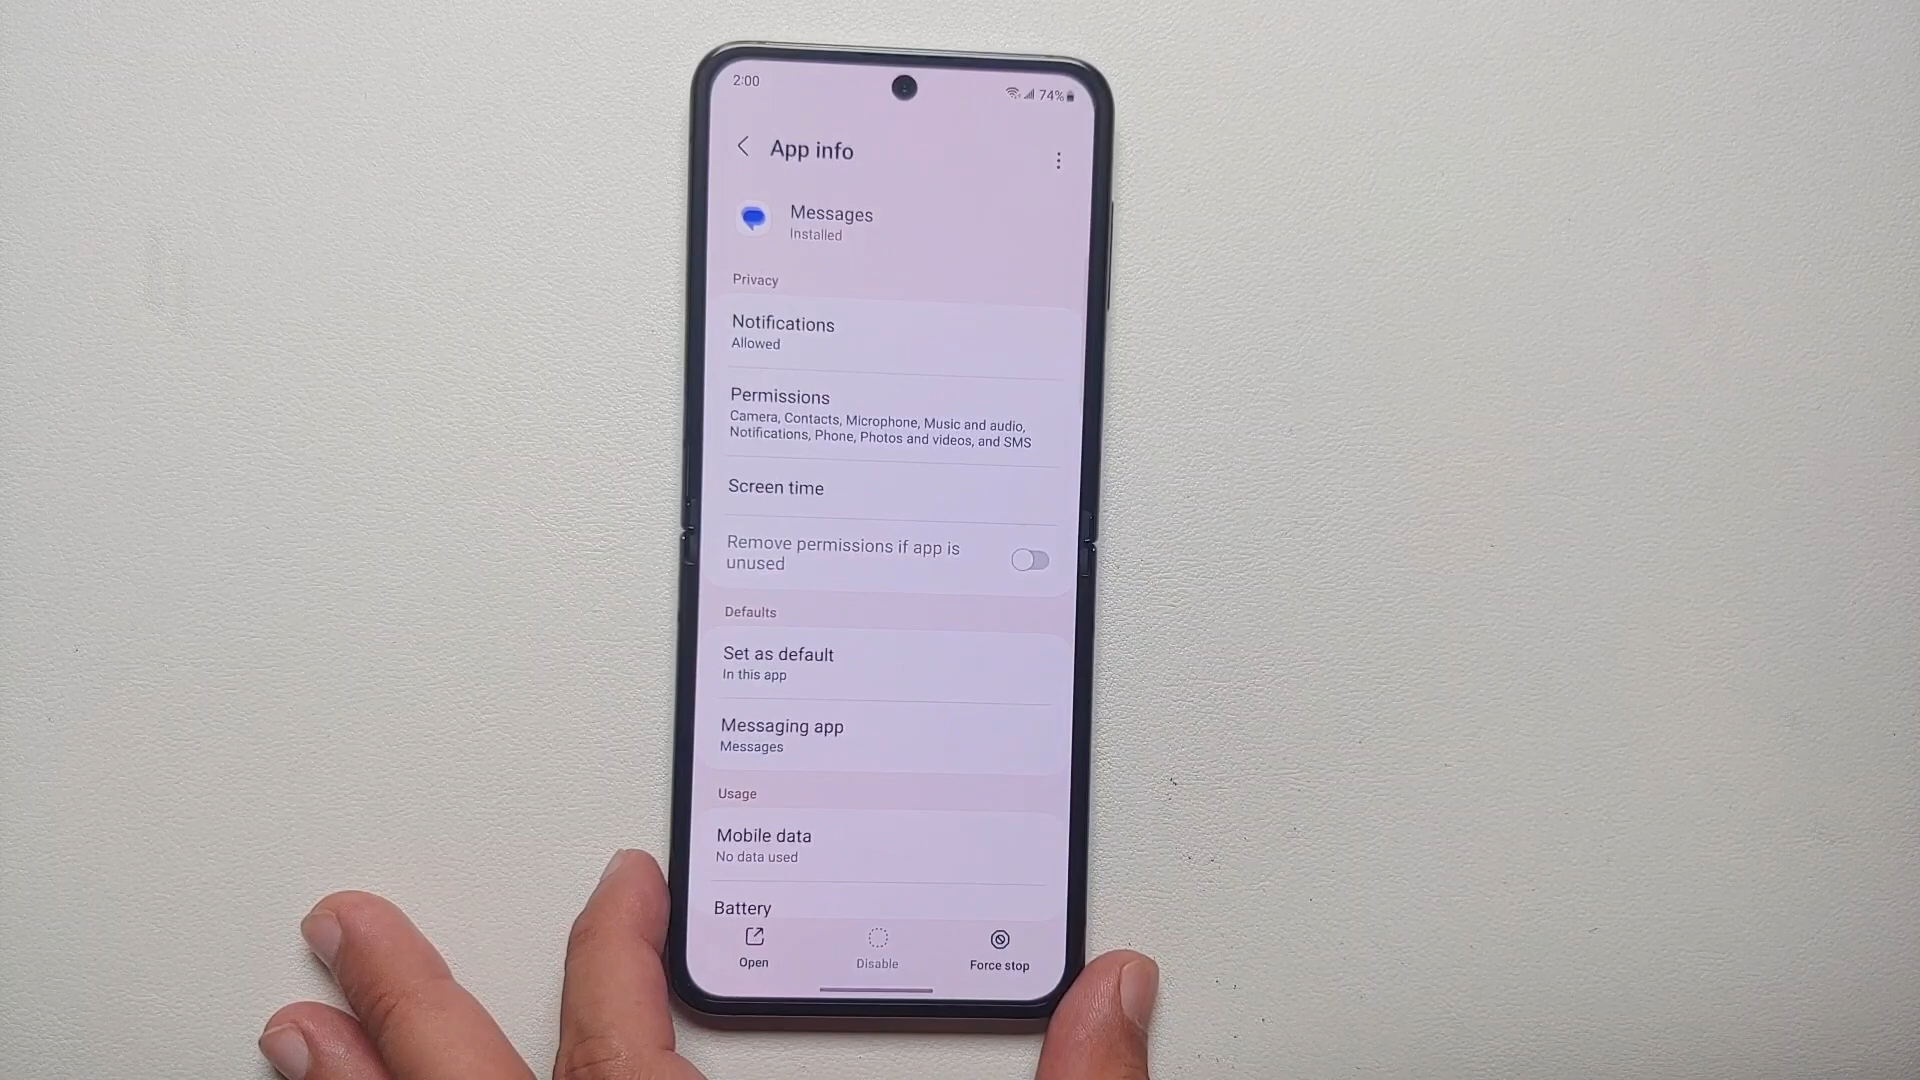 2:00
74%
App info
Messages
Installed
Privacy
Notifications
Allowed
Permissions
Camera, Contacts, Microphone, Music and audio,
Notifications, Phone, Photos and videos, and SMS
Screen time
Remove permissions if app is
unused
Defaults
Set as default
In this app
Messaging app
Messages
Usage
Mobile data
No data used
Battery
Open
Disable
Force stop